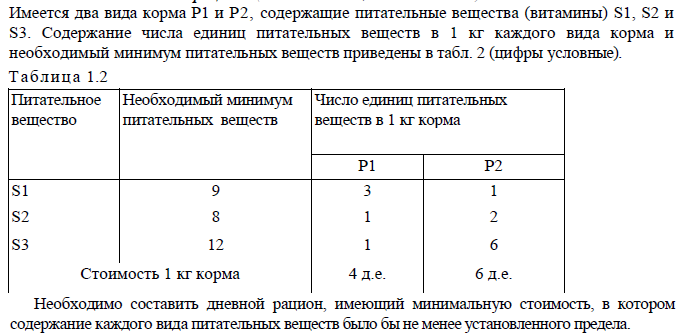 Имеется два вида корма P1 и P2, содержащие питательные вещества (витамины) S1, S2 и
S3. Содержание числа единиц питательных веществ в 1 кг каждого вида корма и
необходимый минимум питательных веществ приведены в табл. 2 (цифры условные).
Таблица 1.2
Питательное вещество Необходимый минимум питательных веществ Число единиц питательных веществ в 1 кг корма
P1 P2
S1 9 3 1
S2 8 1 2
S3 12 1 6
Стоимость 1 кг корма 4 д.е. 6 д.е.
Необходимо составить дневной рацион, имеющий минимальную стоимость, в котором
содержание каждого вида питательных веществ было бы не менее установленного предела.